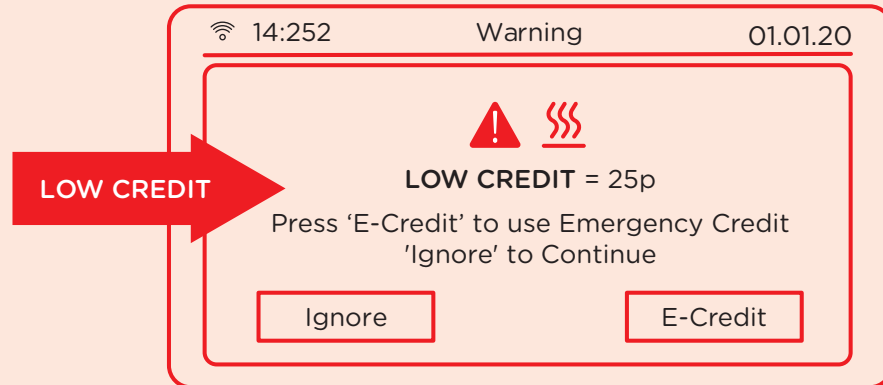 14:252 Warning 01.01.20
LOW CREDIT
LOW CREDIT = 25p
Press ‘E-Credit’ to use Emergency Credit
'Ignore' to Continue
Ignore E-Credit